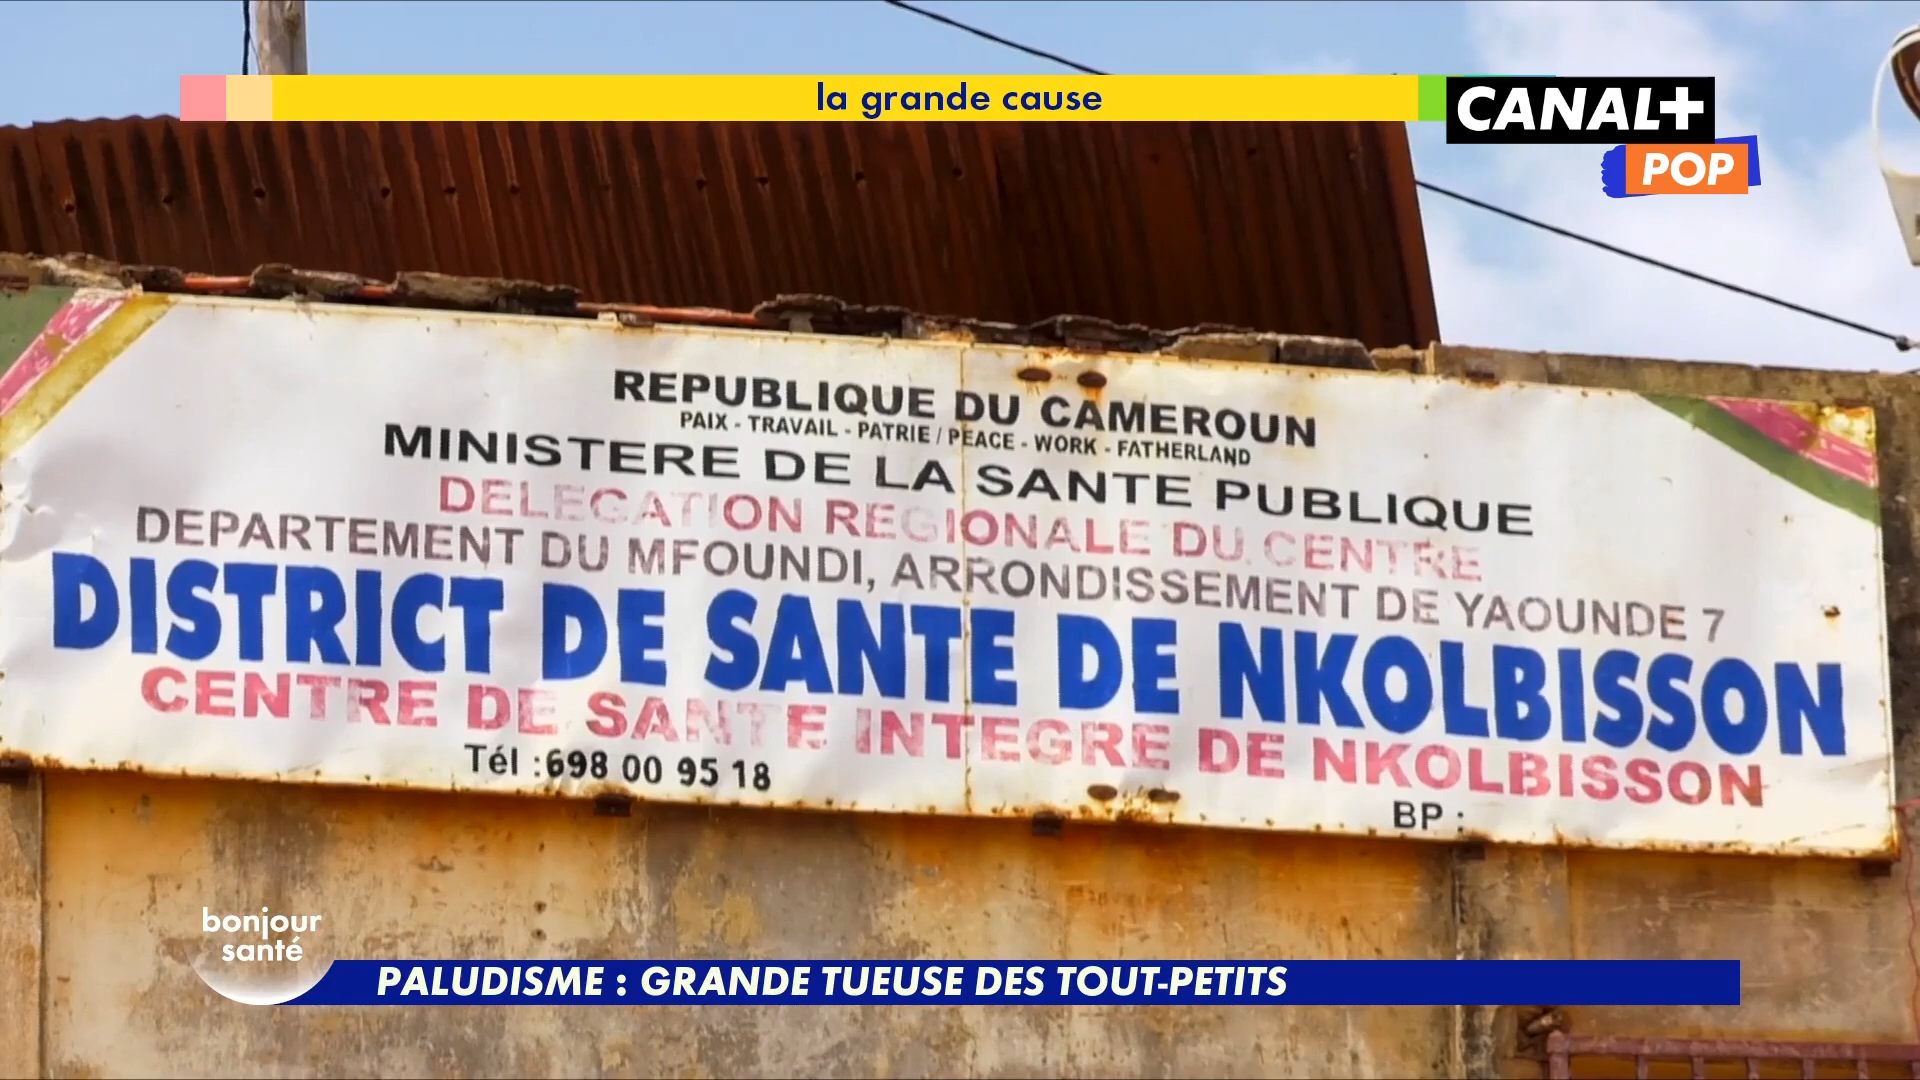 la grande cause
CANAL+
POP
REPUBLIQUE DU CAMEROUN
PAIX - TRAVAIL - PATRIE / PEACE - WORK - FATHERLAND
MINISTERE DE LA SANTE PUBLIQUE
DELEGATION REGIONALE DU CENTRE
DEPARTEMENT DU MFOUNDI, ARRONDISSEMENT DE YAOUNDE 7
DISTRICT DE SANTE DE NKOLBISSON
CENTRE DE SANTE INTEGRE DE NKOLBISSON
Tél :698 00 95 18
BP :
bonjour
santé
PALUDISME : GRANDE TUEUSE DES TOUT-PETITS